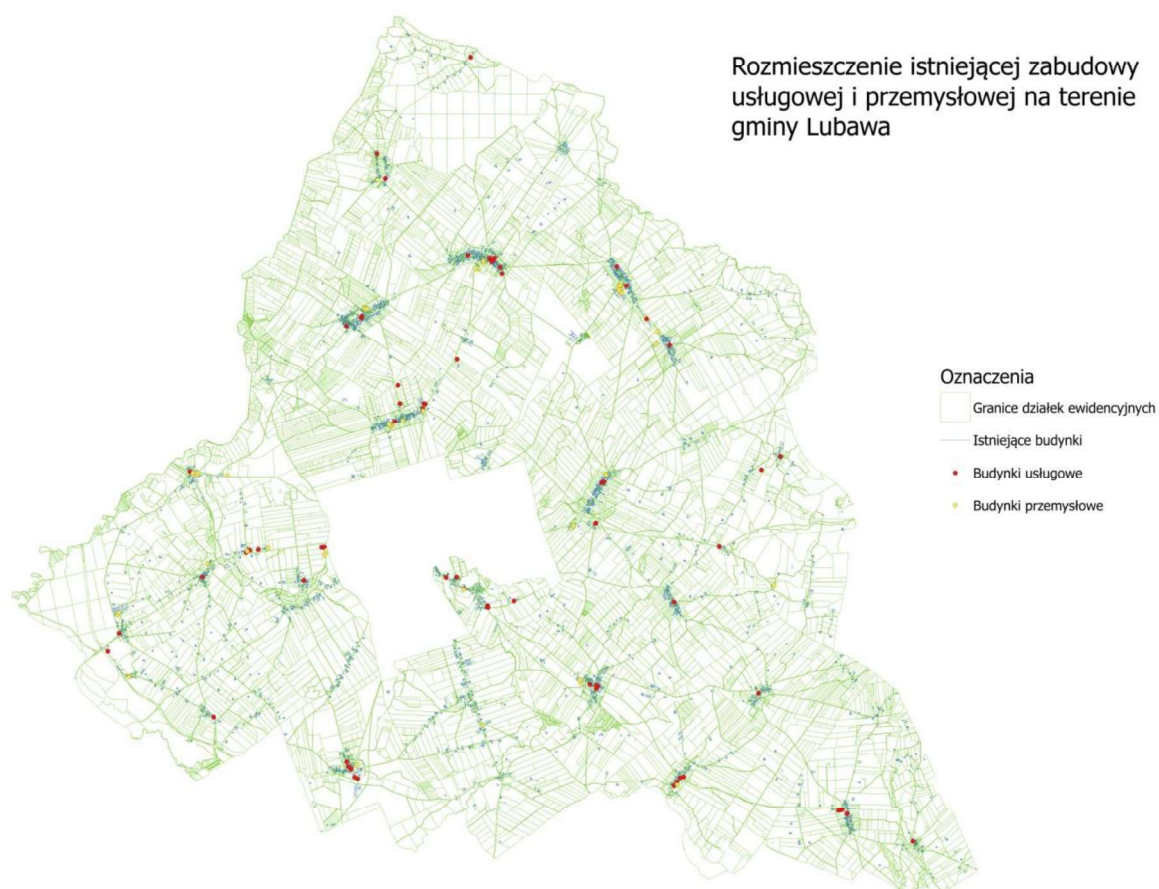 Rozmieszczenie istniejącej zabudowy
usługowej i przemysłowej na terenie
gminy Lubawa
Oznaczenia
Granice działek ewidencyjnych
Istniejące budynki
Budynki usługowe
Budynki przemysłowe